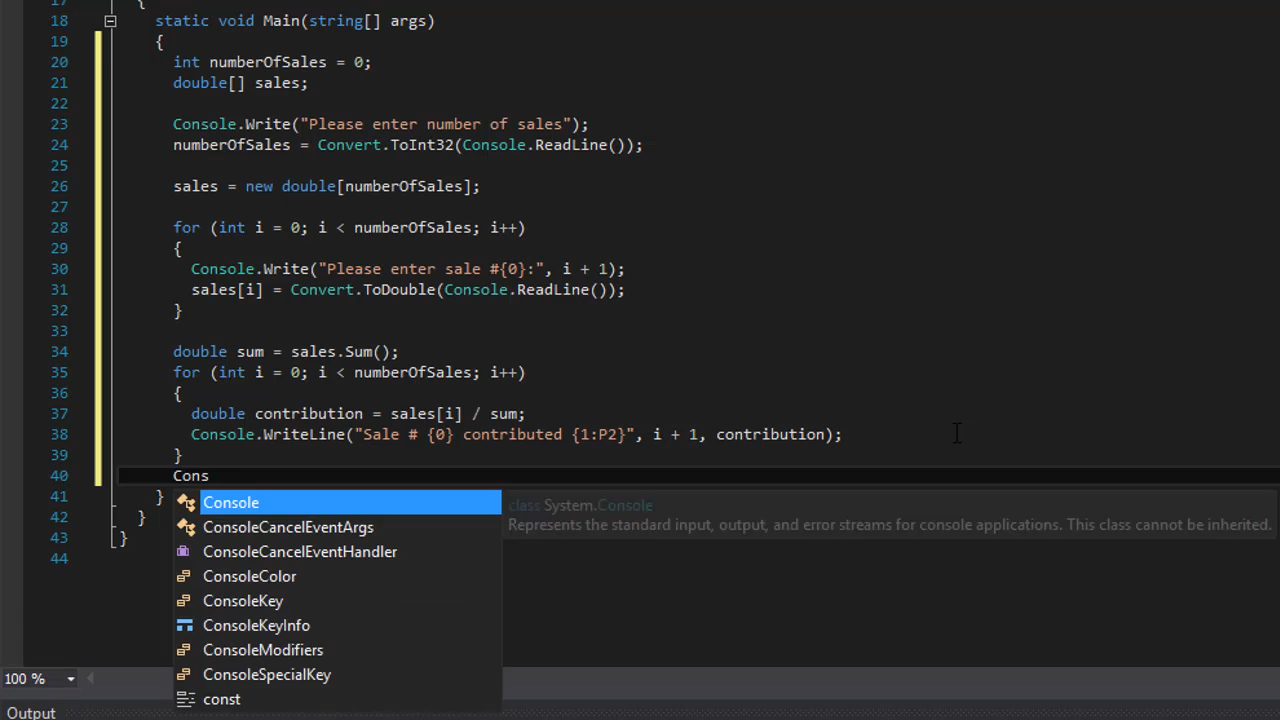 17 {
18 static void Main(string[] args)
19 {
20 int numberOfSales = 0;
21 double[] sales;
22
23 Console.Write("Please enter number of sales");
24 numberOfSales = Convert.ToInt32(Console.ReadLine());
25
26 sales = new double[numberOfSales];
27
28 for (int i = 0; i < numberOfSales; i++)
29 {
30 Console.Write("Please enter sale #{0}:", i + 1);
31 sales[i] = Convert.ToDouble(Console.ReadLine());
32 }
33
34 double sum = sales.Sum();
35 for (int i = 0; i < numberOfSales; i++)
36 {
37 double contribution = sales[i] / sum;
38 Console.WriteLine("Sale # {0} contributed {1:P2}", i + 1, contribution);
39 }
40 Cons
41 }
42 }
43 }
44
Console
ConsoleCancelEventArgs
ConsoleCancelEventHandler
ConsoleColor
ConsoleKey
ConsoleKeyInfo
ConsoleModifiers
ConsoleSpecialKey
const
class System.Console
Represents the standard input, output, and error streams for console applications. This class cannot be inherited.
100 %
Output